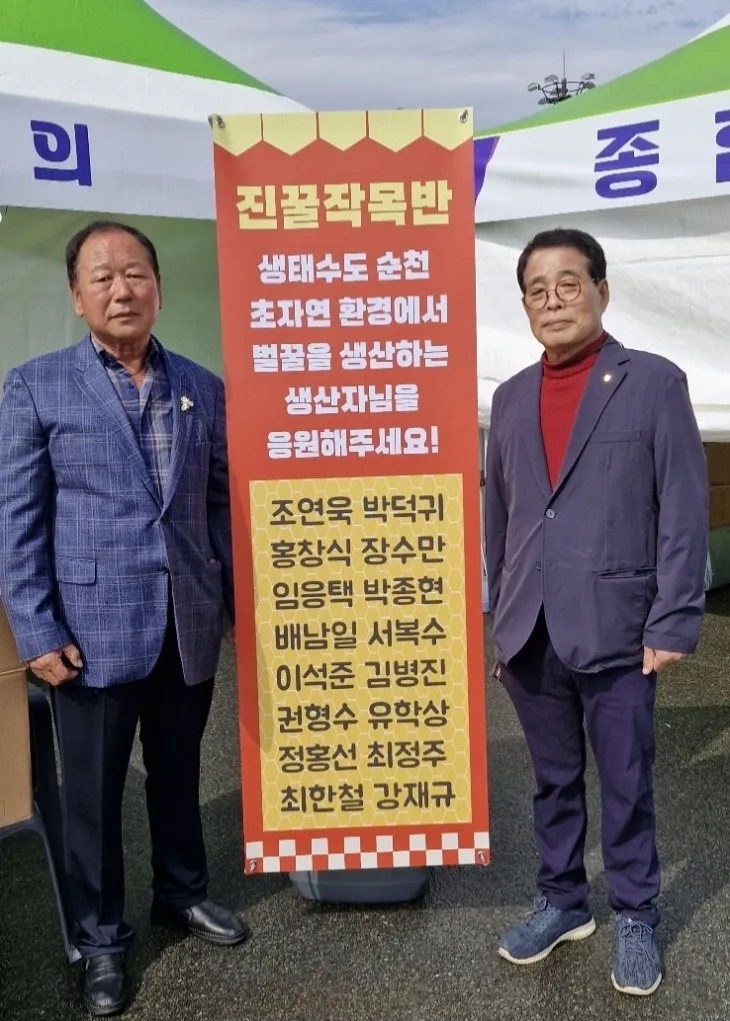 의
종
진꿀작목반
생태수도 순천
초자연 환경에서
벌꿀을 생산하는
생산자님을
응원해주세요!
조연욱 박덕귀
홍창식 장수만
임응택 박종현
배남일 서복수
이석준 김병진
권형수 유학상
정홍선 최정주
최한철 강재규